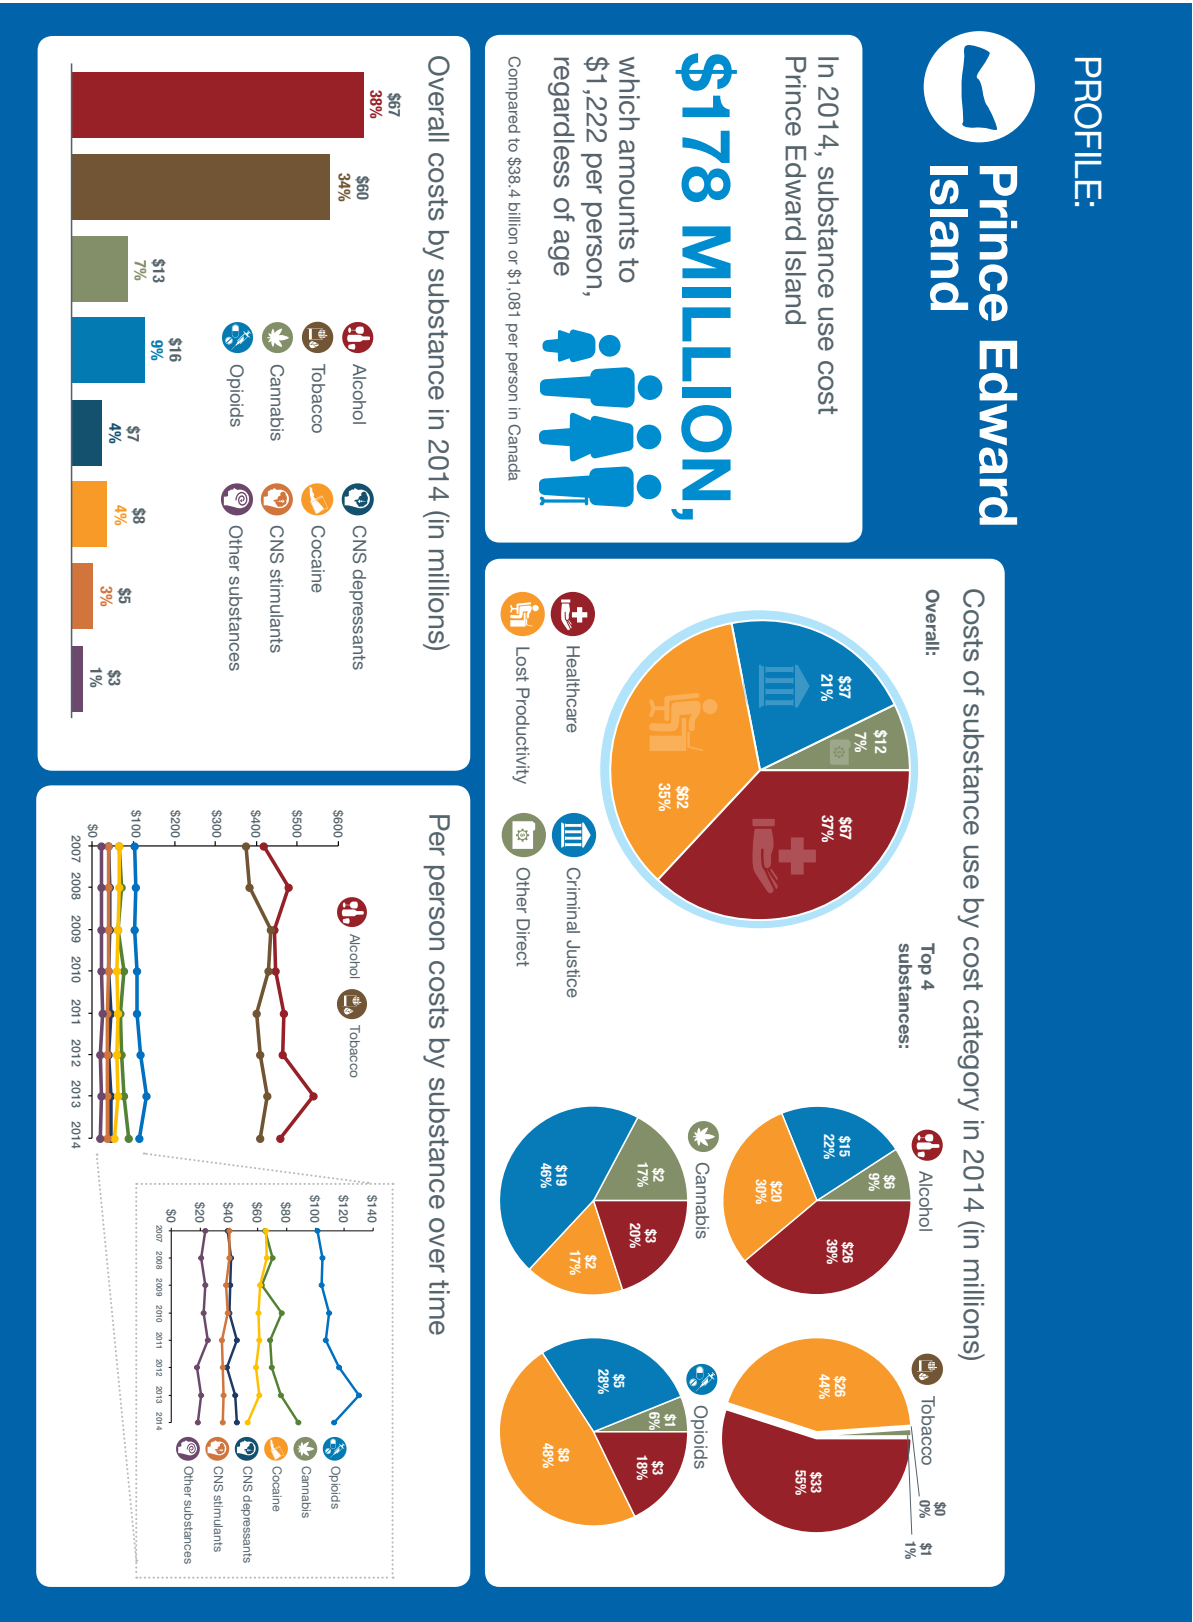 PROFILE:
Prince Edward
Island
In 2014, substance use cost
Prince Edward Island
$178 MILLION,
which amounts to
$1,222 per person,
regardless of age
Compared to $38.4 billion or $1,081 per person in Canada
Costs of substance use by cost category in 2014 (in millions)
Overall:
$37
21%
$12
7%
$62
35%
$67
37%
Healthcare
Lost Productivity
Criminal Justice
Other Direct
Top 4
substances:
Alcohol
$15
22%
$6
9%
$20
30%
$26
39%
Tobacco
$26
44%
$33
55%
$0
0%
$1
1%
Cannabis
$19
46%
$2
17%
$3
20%
$2
17%
Opioids
$5
28%
$1
6%
$8
48%
$3
18%
Overall costs by substance in 2014 (in millions)
$67
38%
$60
34%
$13
7%
$16
9%
$7
4%
$8
4%
$5
3%
$3
1%
Alcohol
Tobacco
Cannabis
Opioids
CNS depressants
Cocaine
CNS stimulants
Other substances
Per person costs by substance over time
Alcohol
Tobacco
$600
$500
$400
$300
$200
$100
$0
2007 2008 2009 2010 2011 2012 2013 2014
$140
$120
$100
$80
$60
$40
$20
$0
2007 2008 2009 2010 2011 2012 2013 2014
Opioids
Cannabis
Cocaine
CNS depressants
CNS stimulants
Other substances